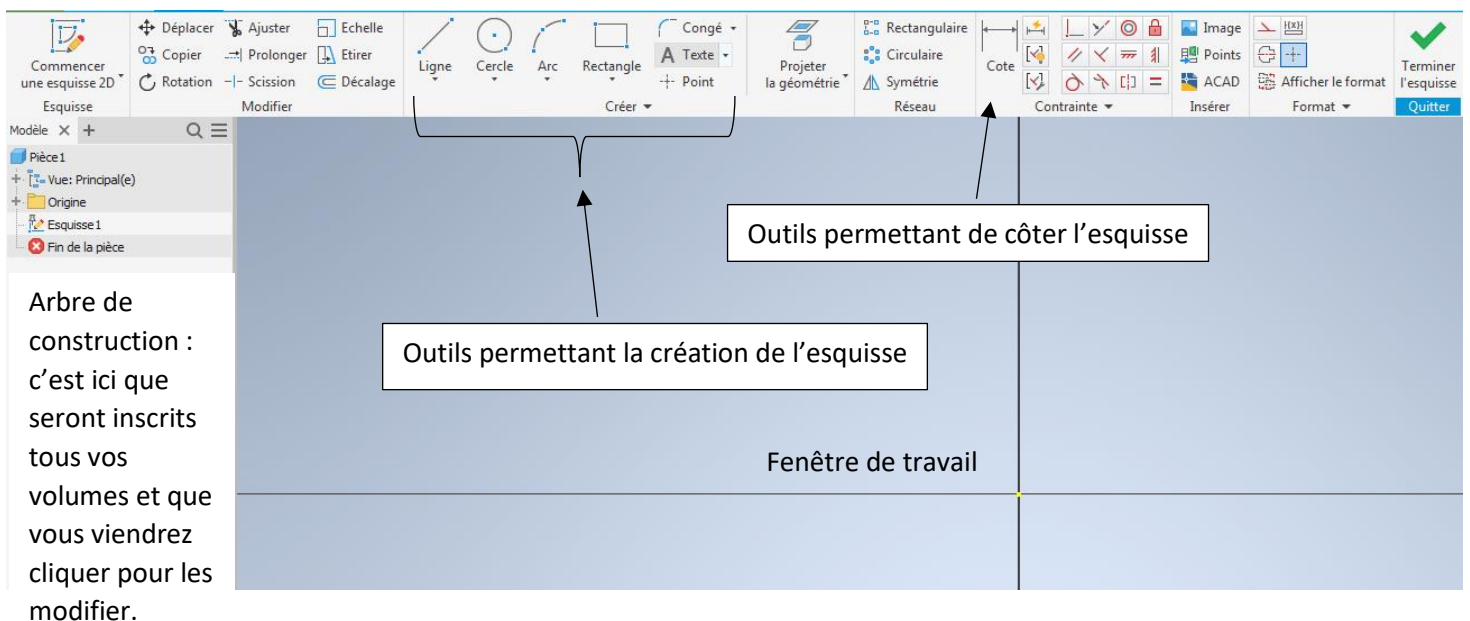 Déplacer Ajuster Echelle
Copier Prolonger Etirer
Rotation Scission Décalage
Commencer
une esquisse 2D
Ligne Cercle Arc Rectangle
Congé
Texte
Point
Projeter
la géométrie
Rectangulaire
Circulaire
Symétrie
Cote
Image
Points
ACAD
Afficher le format
Terminer
l'esquisse
Esquisse Modifier Créer Réseau Contrainte Insérer Format Quitter
Modèle
Pièce1
Vue: Principal(e)
Origine
Esquisse1
Fin de la pièce
Outils permettant de côter l’esquisse
Outils permettant la création de l’esquisse
Fenêtre de travail
Arbre de
construction :
c’est ici que
seront inscrits
tous vos
volumes et que
vous viendrez
cliquer pour les
modifier.